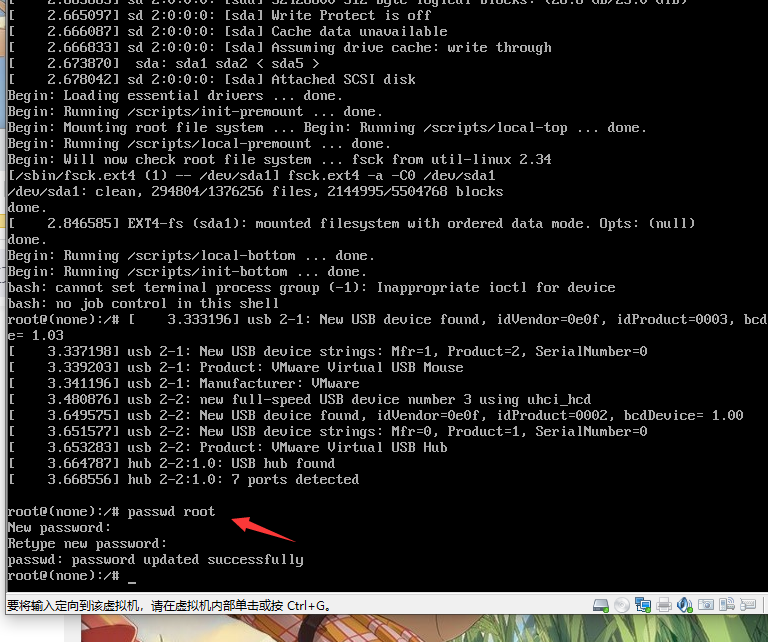 [    2.665097] sd 2:0:0:0: [sda] Write Protect is off
[    2.666087] sd 2:0:0:0: [sda] Cache data unavailable
[    2.666833] sd 2:0:0:0: [sda] Assuming drive cache: write through
[    2.673870]  sda: sda1 sda2 < sda5 >
[    2.678042] sd 2:0:0:0: [sda] Attached SCSI disk
Begin: Loading essential drivers ... done.
Begin: Running /scripts/init-premount ... done.
Begin: Mounting root file system ... Begin: Running /scripts/local-top ... done.
Begin: Running /scripts/local-premount ... done.
Begin: Will now check root file system ... fsck from util-linux 2.34
[/sbin/fsck.ext4 (1) -- /dev/sda1] fsck.ext4 -a -C0 /dev/sda1
/dev/sda1: clean, 294804/1376256 files, 2144995/5504768 blocks
done.
[    2.846585] EXT4-fs (sda1): mounted filesystem with ordered data mode. Opts: (null)
done.
Begin: Running /scripts/local-bottom ... done.
Begin: Running /scripts/init-bottom ... done.
bash: cannot set terminal process group (-1): Inappropriate ioctl for device
bash: no job control in this shell
root@(none):/# [    3.333196] usb 2-1: New USB device found, idVendor=0e0f, idProduct=0003, bcd
e= 1.03
[    3.337198] usb 2-1: New USB device strings: Mfr=1, Product=2, SerialNumber=0
[    3.339203] usb 2-1: Product: VMware Virtual USB Mouse
[    3.341196] usb 2-1: Manufacturer: VMware
[    3.480876] usb 2-2: new full-speed USB device number 3 using uhci_hcd
[    3.649575] usb 2-2: New USB device found, idVendor=0e0f, idProduct=0002, bcdDevice= 1.00
[    3.651577] usb 2-2: New USB device strings: Mfr=0, Product=1, SerialNumber=0
[    3.653283] usb 2-2: Product: VMware Virtual USB Hub
[    3.664787] hub 2-2:1.0: USB hub found
[    3.668556] hub 2-2:1.0: 7 ports detected
root@(none):/# passwd root
New password:
Retype new password:
passwd: password updated successfully
root@(none):/# _
要将输入定向到该虚拟机，请在虚拟机内部单击或按 Ctrl+G。